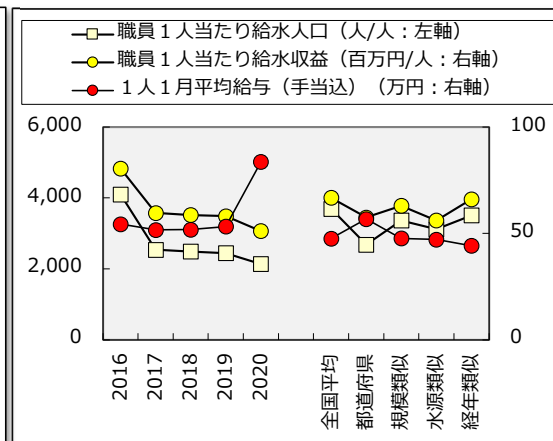 職員１人当たり給水人口（人/人：左軸）
職員１人当たり給水収益（百万円/人：右軸）
１人１月平均給与（手当込）（万円：右軸）
6,000
4,000
2,000
0
100
50
0
2016
2017
2018
2019
2020
全国平均
都道府県
規模類似
水源類似
経年類似